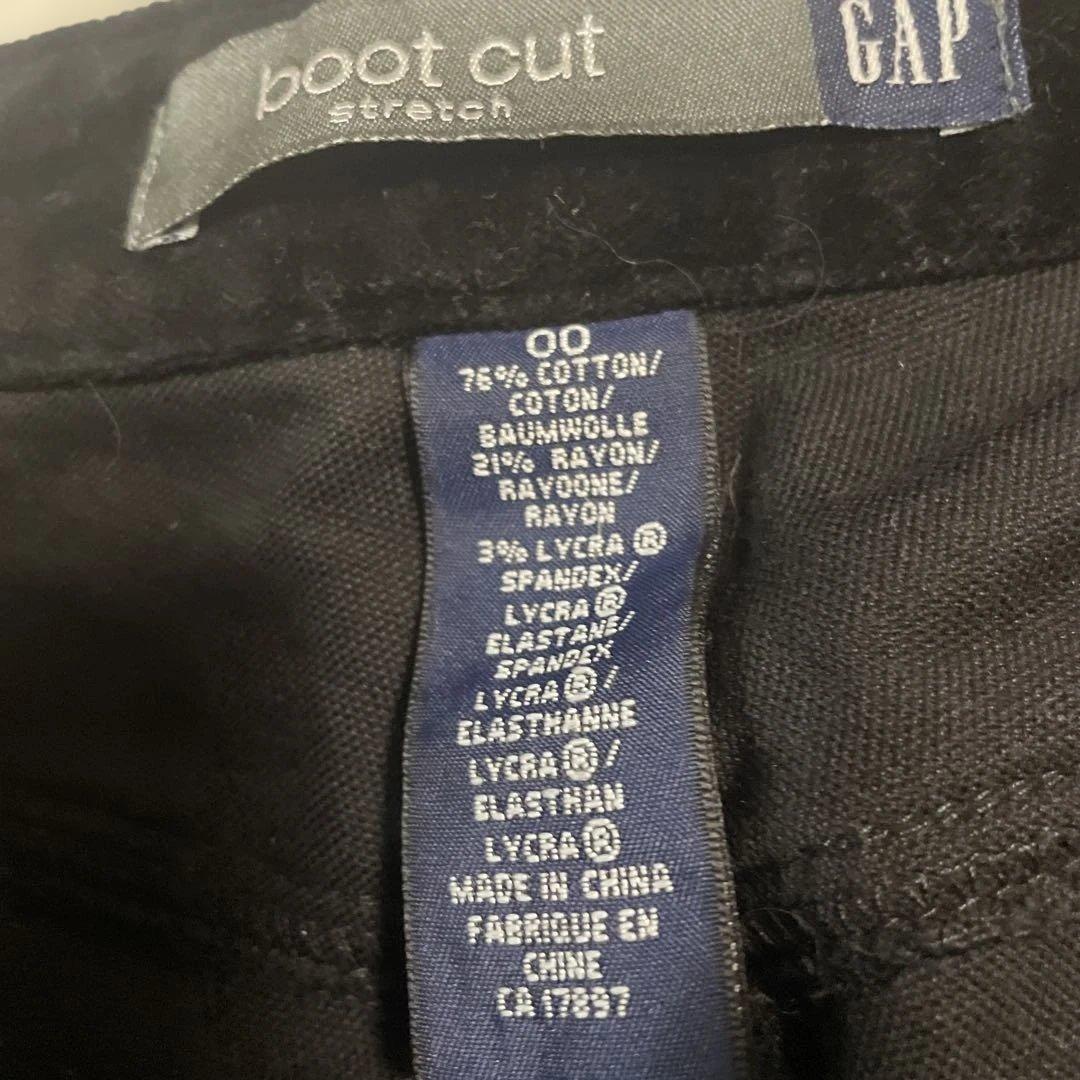 boot cut
stretch
GAP
00
76% COTTON/
COTON/
BAUMWOLLE
21% RAYON/
RAYOONE/
RAYON
3% LYCRA ®
SPANDEX/
LYCRA ®
ELASTANE/
SPANDEX
LYCRA ® /
ELASTHANNE
LYCRA ® /
ELASTHAN
LYCRA ®
MADE IN CHINA
FABRIQUE EN
CHINE
CA 17897